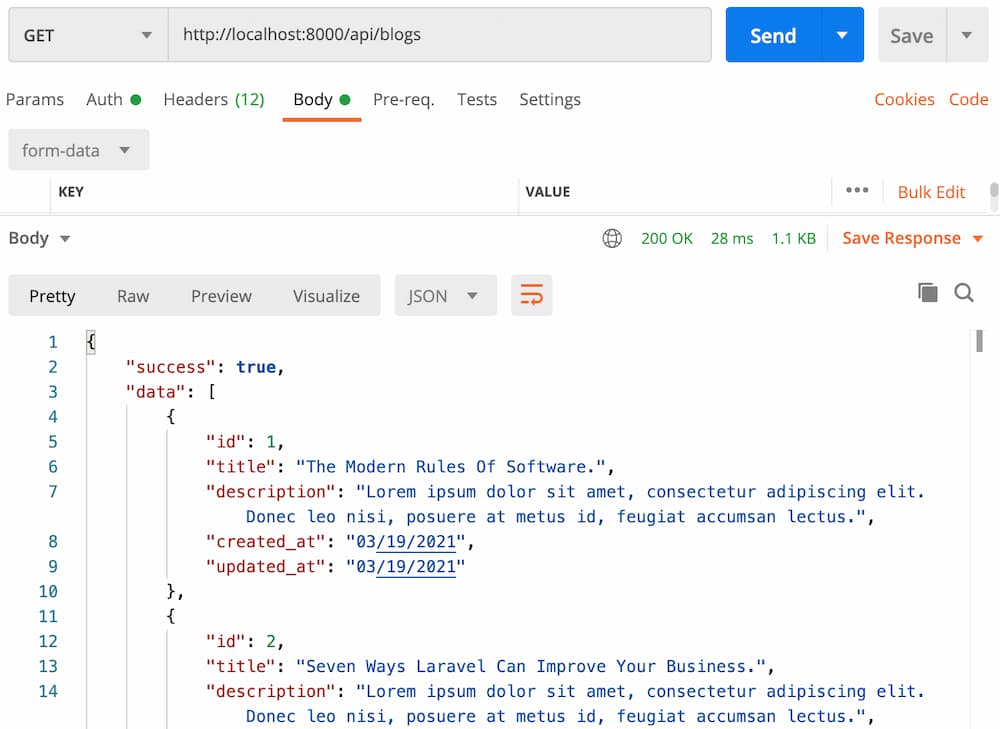 GET http://localhost:8000/api/blogs Send Save
Params Auth Headers (12) Body Pre-req. Tests Settings Cookies Code
form-data
KEY VALUE ••• Bulk Edit
Body 200 OK 28 ms 1.1 KB Save Response
Pretty Raw Preview Visualize JSON
1 {
2 "success": true,
3 "data": [
4 {
5 "id": 1,
6 "title": "The Modern Rules Of Software.",
7 "description": "Lorem ipsum dolor sit amet, consectetur adipiscing elit.
Donec leo nisi, posuere at metus id, feugiat accumsan lectus.",
8 "created_at": "03/19/2021",
9 "updated_at": "03/19/2021"
10 },
11 {
12 "id": 2,
13 "title": "Seven Ways Laravel Can Improve Your Business.",
14 "description": "Lorem ipsum dolor sit amet, consectetur adipiscing elit.
Donec leo nisi, posuere at metus id, feugiat accumsan lectus.",